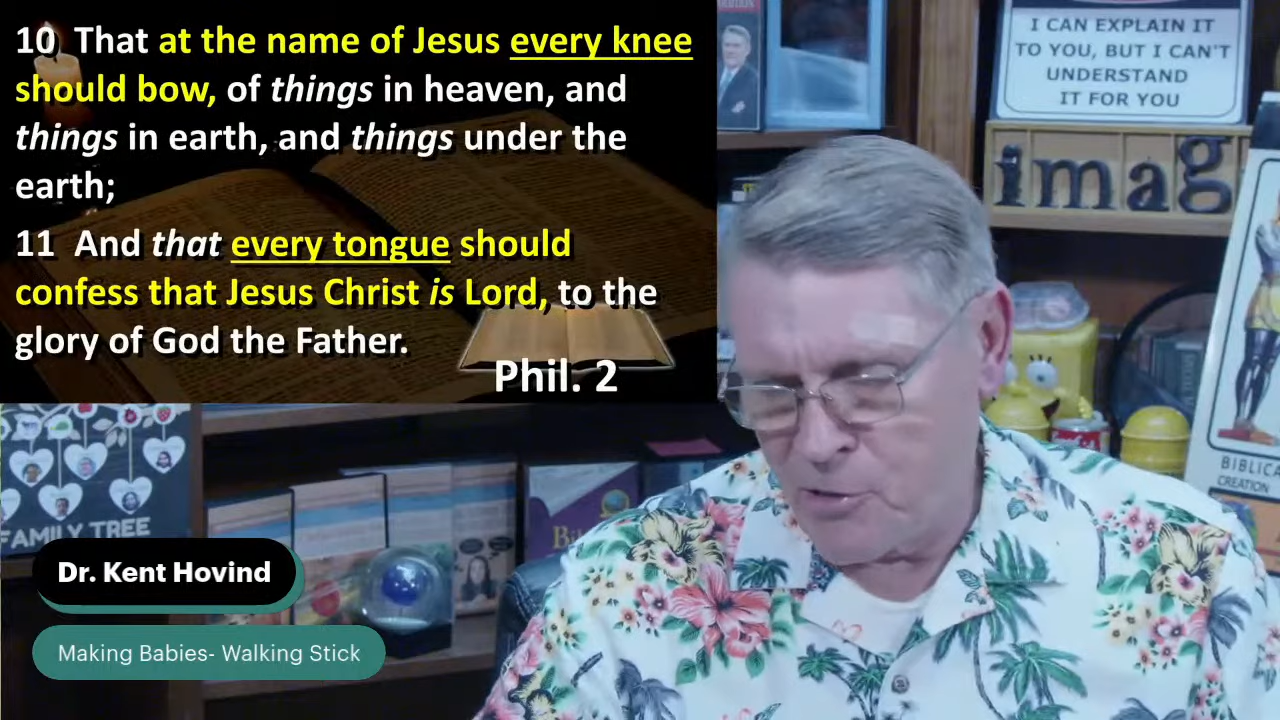 10 That at the name of Jesus every knee
should bow, of things in heaven, and
things in earth, and things under the
earth;
11 And that every tongue should
confess that Jesus Christ is Lord, to the
glory of God the Father.
Phil. 2
I CAN EXPLAIN IT
TO YOU, BUT I CAN'T
UNDERSTAND
IT FOR YOU
imag
BIBLICA
CREATION
FAMILY TREE
Dr. Kent Hovind
Making Babies- Walking Stick